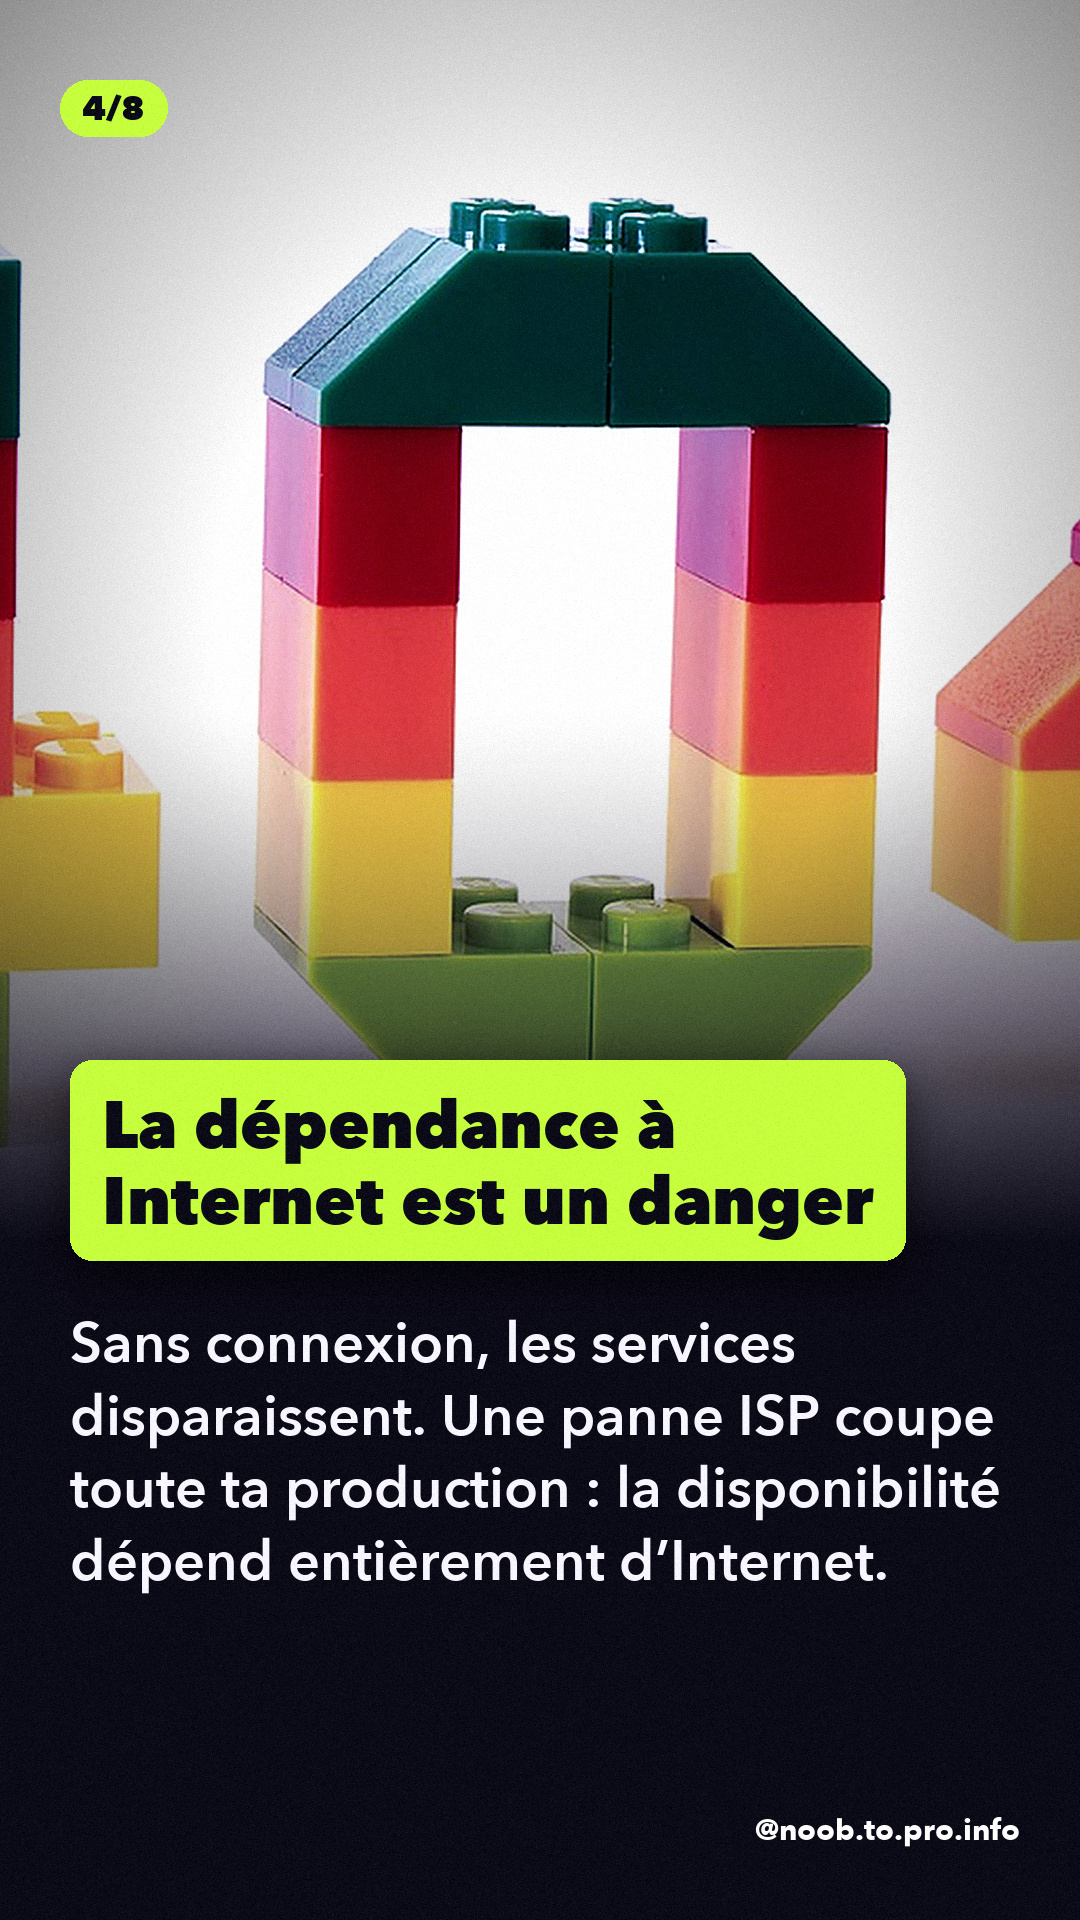 4/8
La dépendance à
Internet est un danger
Sans connexion, les services
disparaissent. Une panne ISP coupe
toute ta production : la disponibilité
dépend entièrement d’Internet.
@noob.to.pro.info